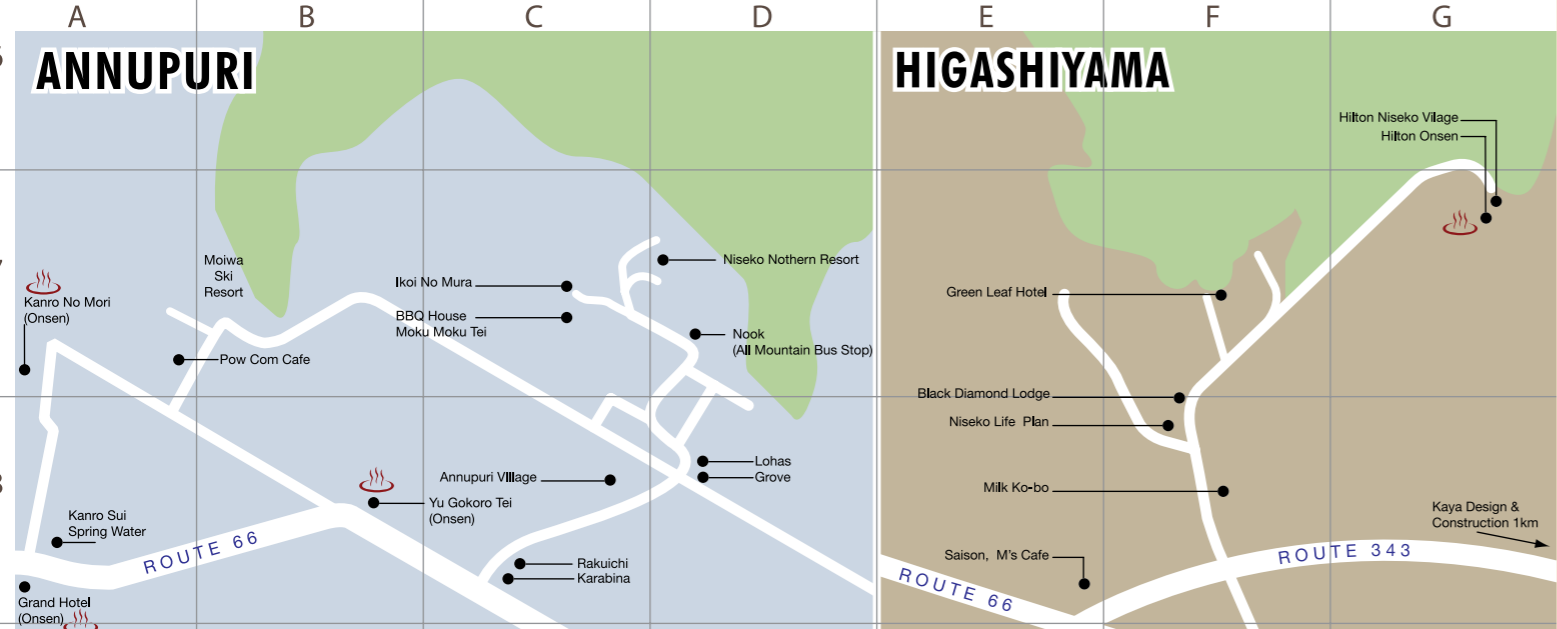 A
B
C
D
E
F
G
ANNUPURI
HIGASHIYAMA
Hilton Niseko Vilage
Hilton Onsen
Moiwa
Ski
Resort
Niseko Nothern Resort
Ikoi No Mura
Kanro No Mori
(Onsen)
BBQ House
Moku Moku Tei
Nook
(All Mountain Bus Stop)
Pow Com Cafe
Green Leaf Hotel
Black Diamond Lodge
Niseko Life Plan
Lohas
Grove
Annupuri VIllage
Yu Gokoro Tei
(Onsen)
Milk Ko-bo
Kanro Sui
Spring Water
Kaya Design &
Construction 1km
ROUTE 66
ROUTE 343
Saison, M's Cafe
ROUTE 66
Rakuichi
Karabina
Grand Hotel
(Onsen)